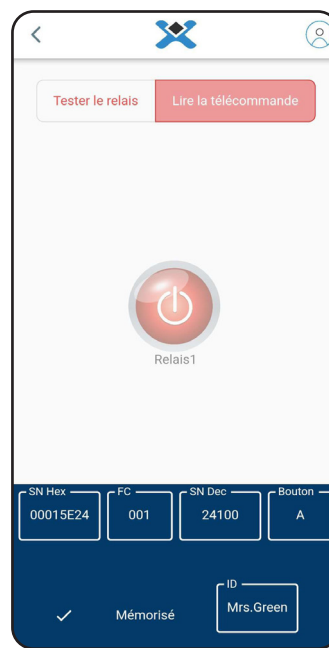 Tester le relais
Lire la télécommande
Relais1
SN Hex
FC
SN Dec
Bouton
00015E24
001
24100
A
ID
Mrs.Green
Mémorisé